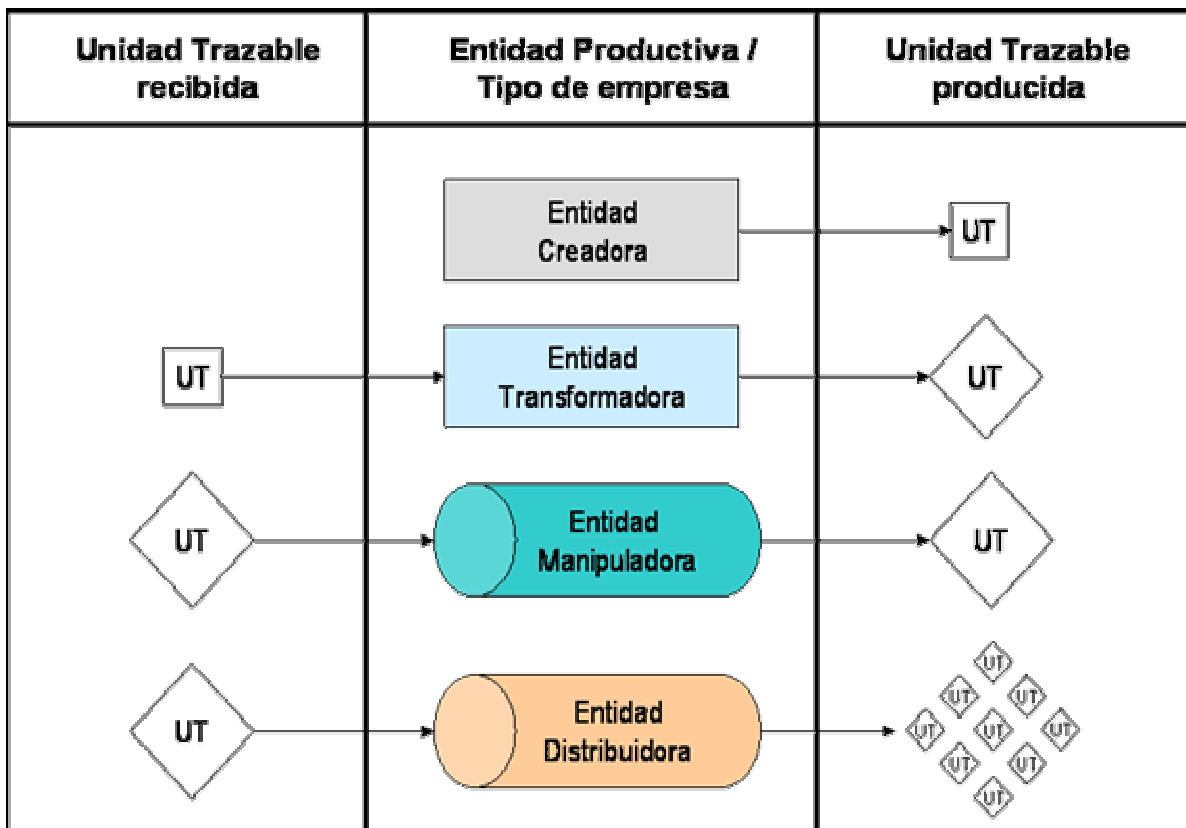 Unidad Trazable
recibida
Entidad Productiva /
Tipo de empresa
Unidad Trazable
producida
Entidad
Creadora
UT
UT
Entidad
Transformadora
UT
UT
Entidad
Manipuladora
UT
UT
Entidad
Distribuidora
UT
UT
UT
UT
UT
UT
UT
UT
UT